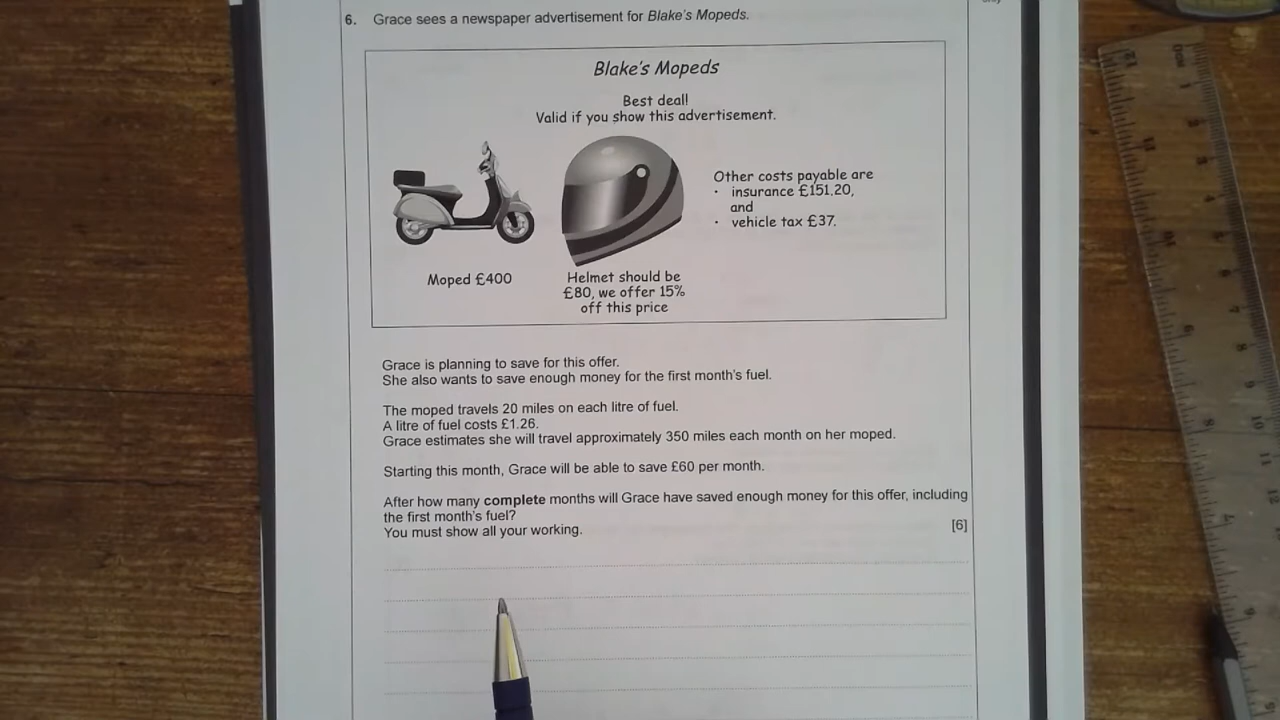 6. Grace sees a newspaper advertisement for Blake's Mopeds.
Blake's Mopeds
Best deal!
Valid if you show this advertisement.
Other costs payable are
• insurance £151.20,
and
• vehicle tax £37.
Moped £400
Helmet should be
£80, we offer 15%
off this price
Grace is planning to save for this offer.
She also wants to save enough money for the first month's fuel.
The moped travels 20 miles on each litre of fuel.
A litre of fuel costs £1.26.
Grace estimates she will travel approximately 350 miles each month on her moped.
Starting this month, Grace will be able to save £60 per month.
After how many complete months will Grace have saved enough money for this offer, including
the first month's fuel?
You must show all your working.
[6]